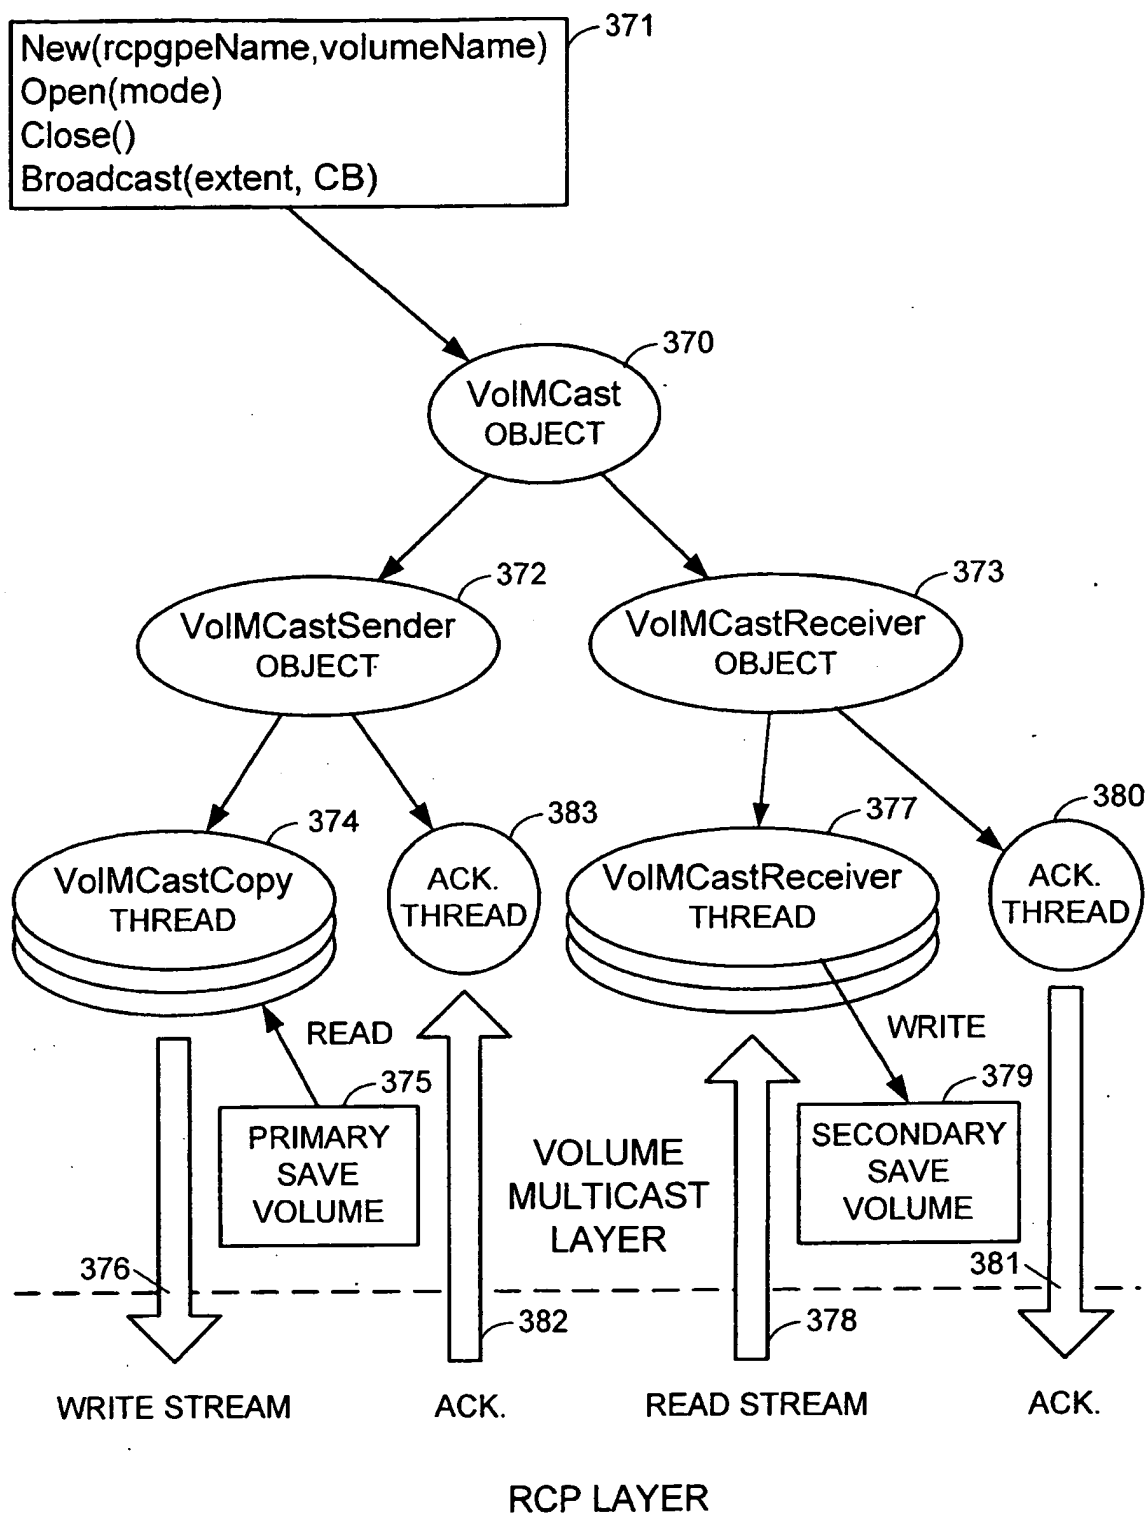 371
New(rcpgpeName,volumeName)
Open(mode)
Close()
Broadcast(extent, CB)
370
VolMCast
OBJECT
372
VolMCastSender
OBJECT
373
VolMCastReceiver
OBJECT
374
VolMCastCopy
THREAD
383
ACK.
THREAD
377
VolMCastReceiver
THREAD
380
ACK.
THREAD
READ
WRITE
375
PRIMARY
SAVE
VOLUME
VOLUME
MULTICAST
LAYER
379
SECONDARY
SAVE
VOLUME
376
382
378
381
WRITE STREAM
ACK.
READ STREAM
ACK.
RCP LAYER